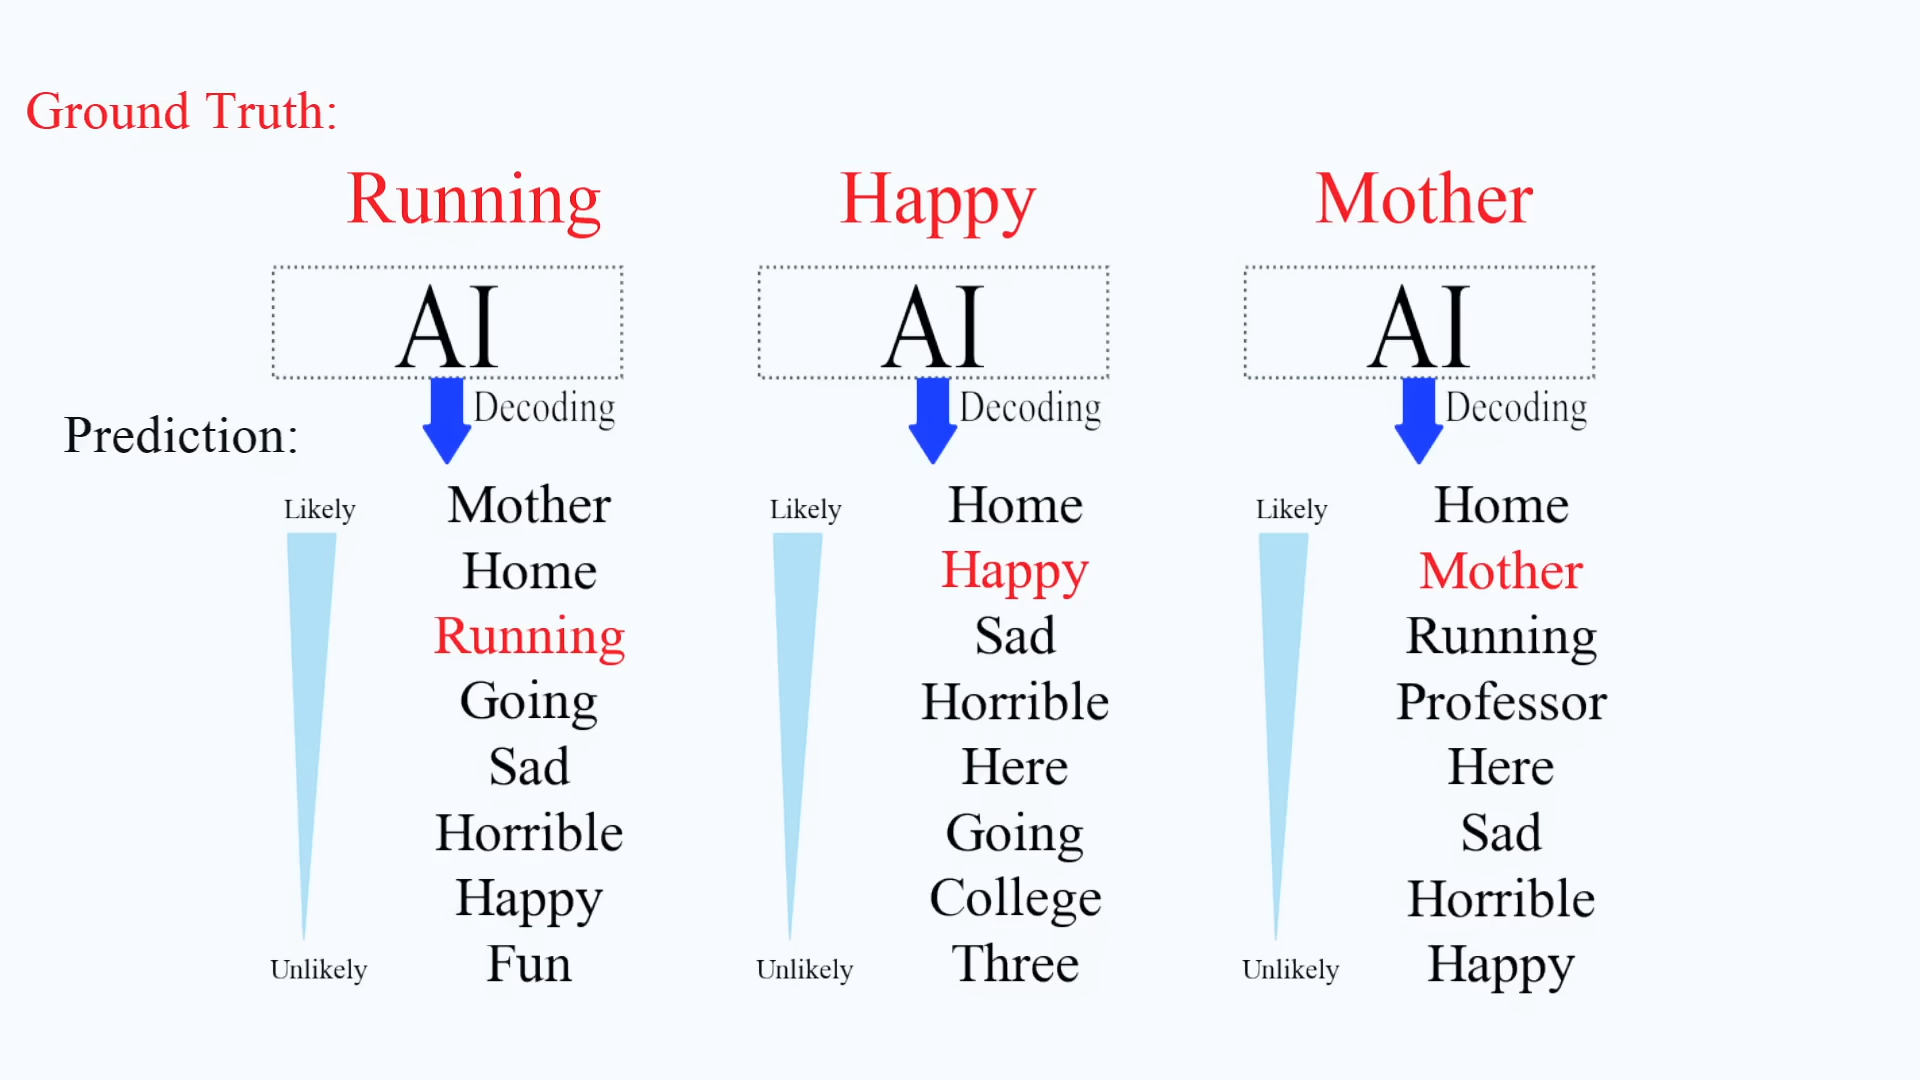 Ground Truth:
Running Happy Mother
AI AI AI
Decoding Decoding Decoding
Prediction:
Likely Mother Likely Home Likely Home
Home Happy Mother
Running Sad Running
Going Horrible Professor
Sad Here Here
Horrible Going Sad
Happy College Horrible
Unlikely Fun Unlikely Three Unlikely Happy